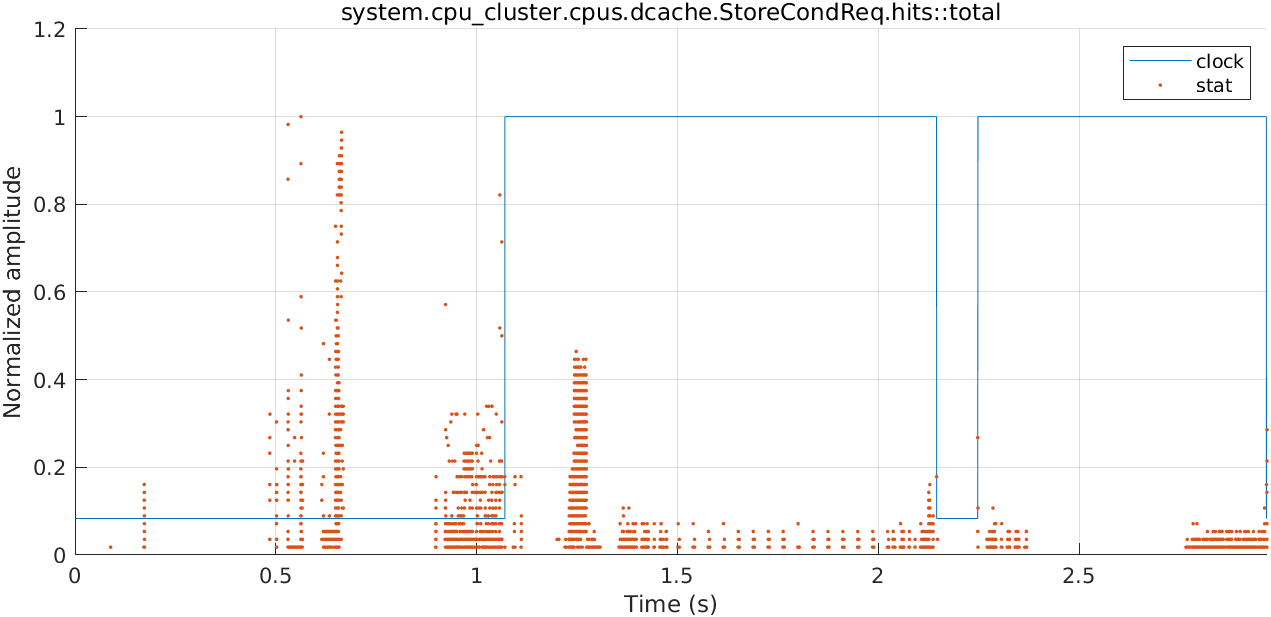 system.cpu_cluster.cpus.dcache.StoreCondReq.hits::total
1.2
1
0.8
0.6
0.4
0.2
0
Normalized amplitude
clock
stat
0 0.5 1 1.5 2 2.5
Time (s)